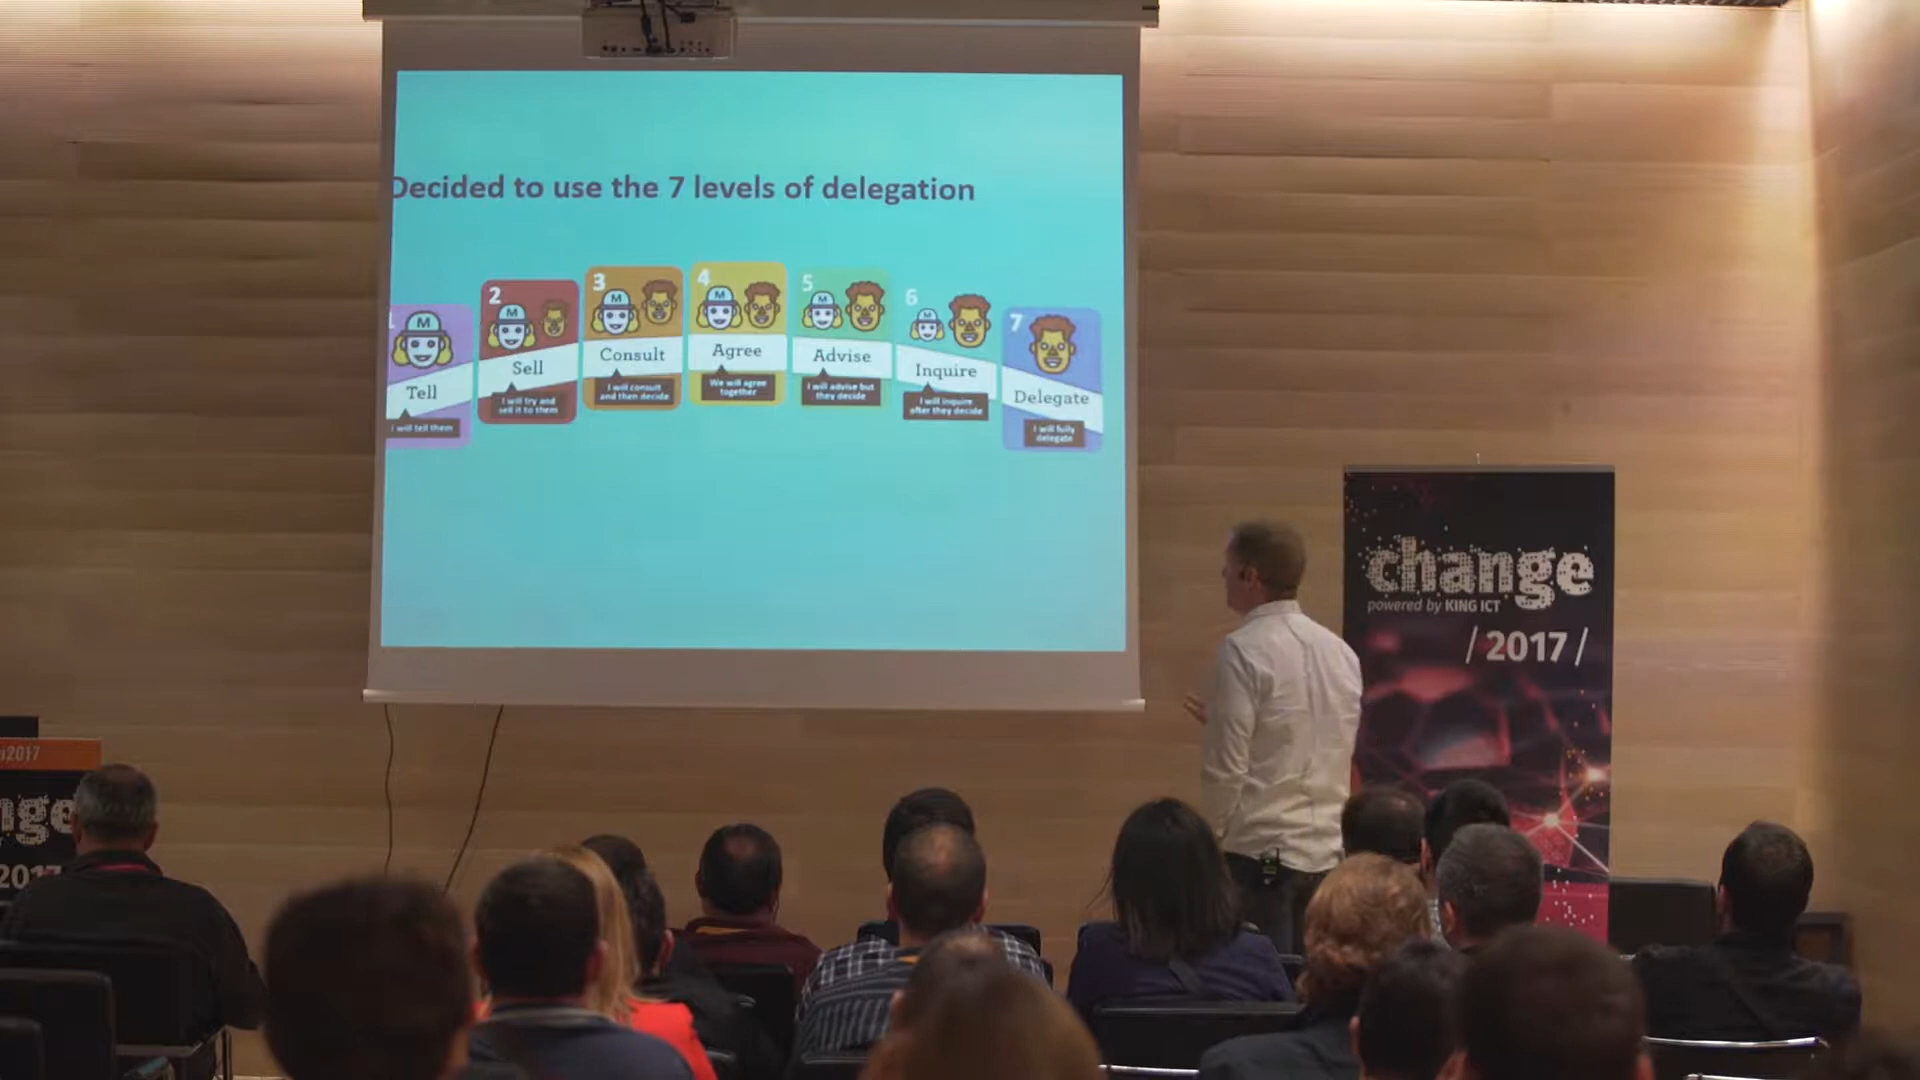 Decided to use the 7 levels of delegation
1
M
Tell
I will tell them
2
M
Sell
I will try and
sell it to them
3
M
Consult
I will consult
and then decide
4
M
Agree
We will agree
together
5
M
Advise
I will advise but
they decide
6
M
Inquire
I will inquire
after they decide
7
Delegate
I will fully
delegate
change
powered by KING ICT
/ 2017 /
i2017
nge
2017